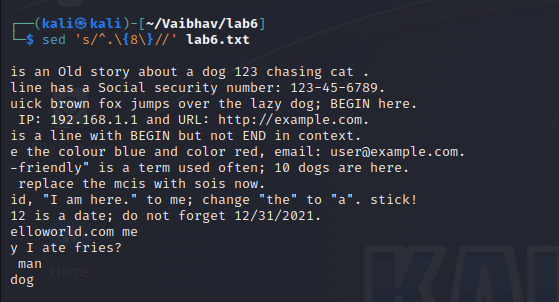 ┌──(kali㉿kali)-[~/Vaibhav/lab6]
└─$ sed 's/^.\{8\}//' lab6.txt
is an Old story about a dog 123 chasing cat .
line has a Social security number: 123-45-6789.
uick brown fox jumps over the lazy dog; BEGIN here.
 IP: 192.168.1.1 and URL: http://example.com.
is a line with BEGIN but not END in context.
e the colour blue and color red, email: user@example.com.
-friendly" is a term used often; 10 dogs are here.
 replace the mcis with sois now.
id, "I am here." to me; change "the" to "a". stick!
12 is a date; do not forget 12/31/2021.
elloworld.com me
y I ate fries?
 man
dog
Home
KAL